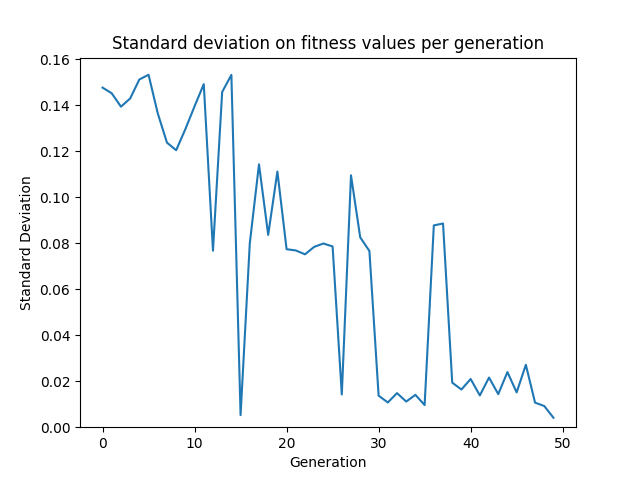 Standard deviation on fitness values per generation
0.16
0.14
0.12
0.10
0.08
0.06
0.04
0.02
0.00
Standard Deviation
0 10 20 30 40 50
Generation